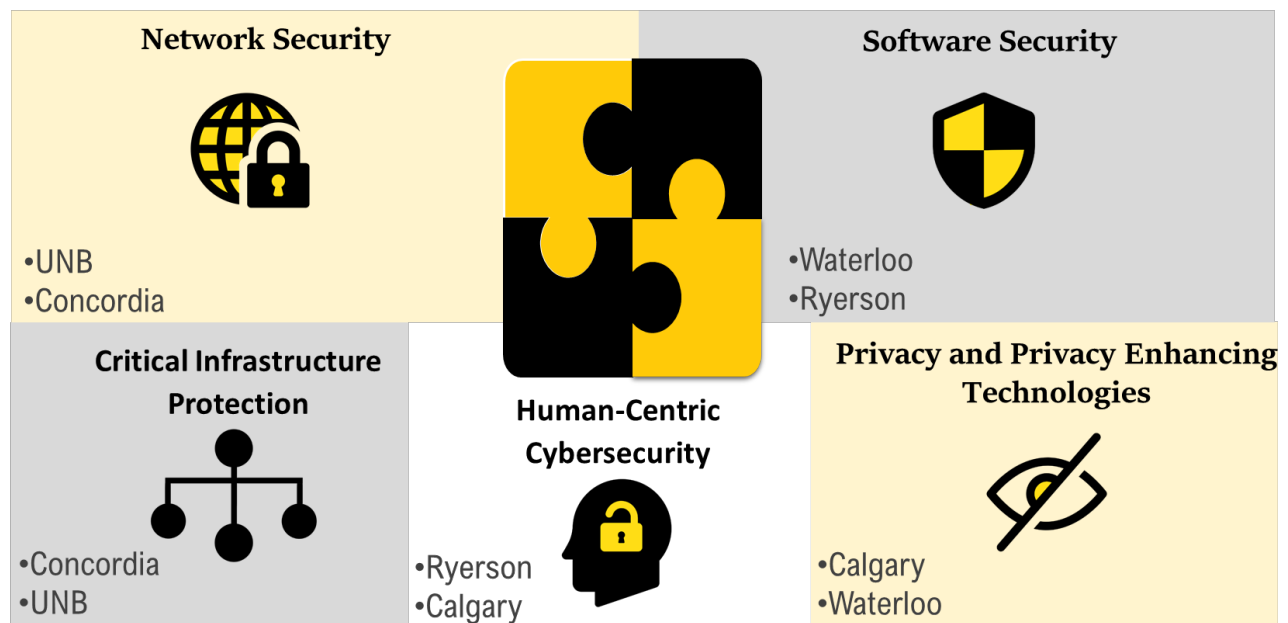 Network Security
•UNB
•Concordia
Software Security
•Waterloo
•Ryerson
Critical Infrastructure
Protection
•Concordia
•UNB
Human-Centric
Cybersecurity
•Ryerson
•Calgary
Privacy and Privacy Enhancing
Technologies
•Calgary
•Waterloo